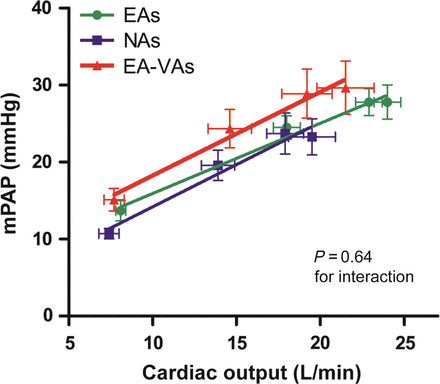 EAs
NAs
EA-VAs
40
30
20
10
0
mPAP (mmHg)
P = 0.64
for interaction
5 10 15 20 25
Cardiac output (L/min)